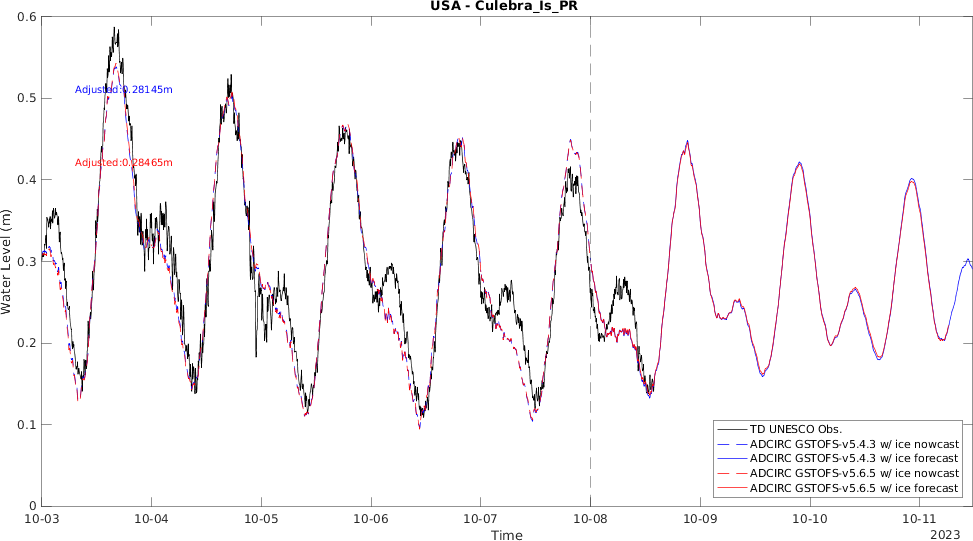 USA - Culebra_Is_PR
0.6
0.5
0.4
0.3
0.2
0.1
0
Water Level (m)
Adjusted:0.28145m
Adjusted:0.28465m
TD UNESCO Obs.
ADCIRC GSTOFS-v5.4.3 w/ ice nowcast
ADCIRC GSTOFS-v5.4.3 w/ ice forecast
ADCIRC GSTOFS-v5.6.5 w/ ice nowcast
ADCIRC GSTOFS-v5.6.5 w/ ice forecast
10-03 10-04 10-05 10-06 10-07 10-08 10-09 10-10 10-11
Time 2023